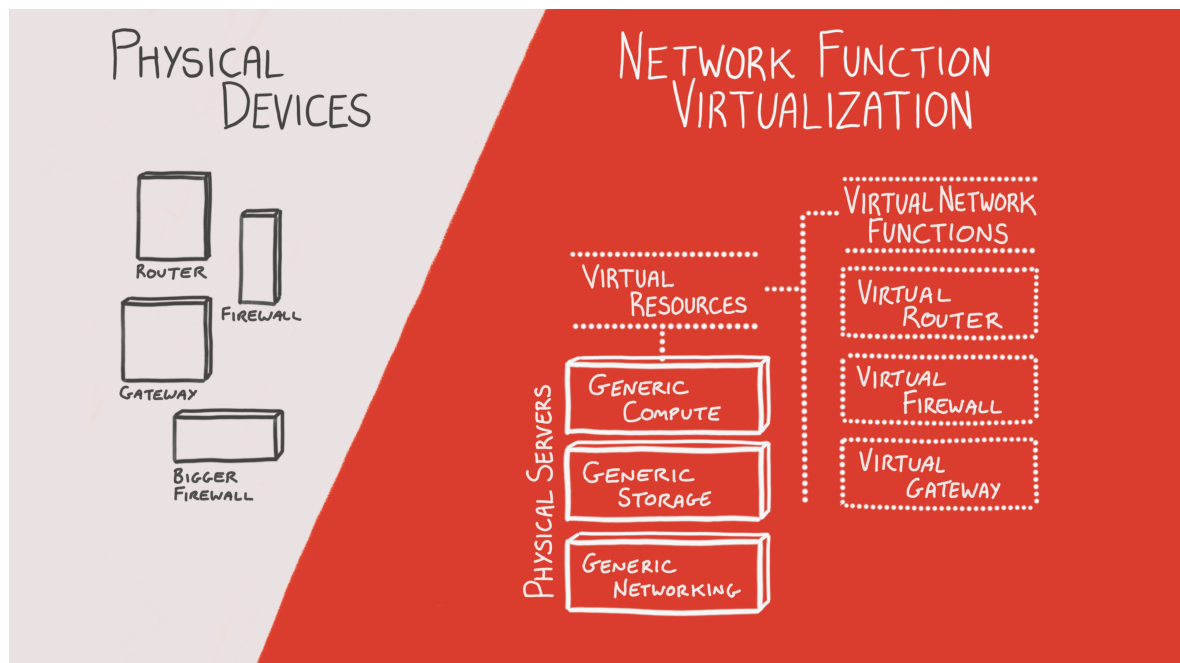 PHYSICAL
DEVICES
ROUTER
FIREWALL
GATEWAY
BIGGER
FIREWALL
NETWORK FUNCTION
VIRTUALIZATION
VIRTUAL
RESOURCES
PHYSICAL SERVERS
GENERIC
COMPUTE
GENERIC
STORAGE
GENERIC
NETWORKING
VIRTUAL NETWORK
FUNCTIONS
VIRTUAL
ROUTER
VIRTUAL
FIREWALL
VIRTUAL
GATEWAY